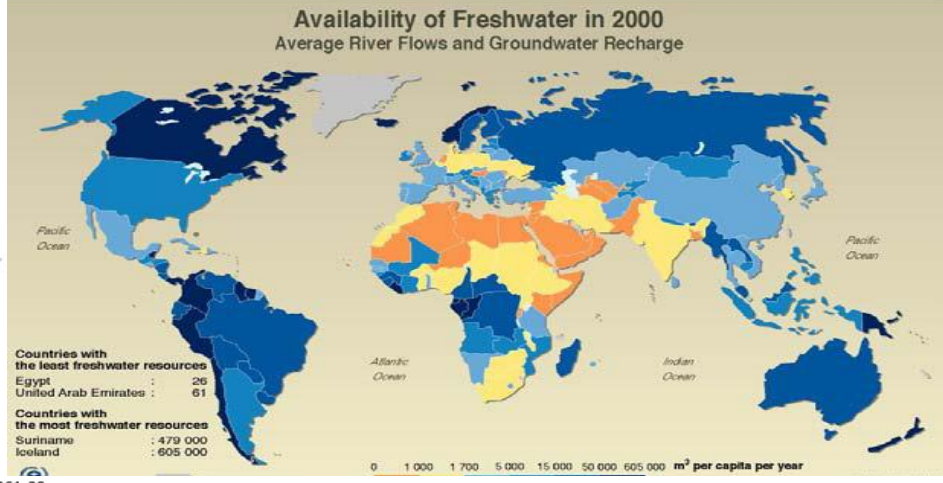 Availability of Freshwater in 2000
Average River Flows and Groundwater Recharge
Pacific
Ocean
Pacific
Ocean
Atlantic
Ocean
Indian
Ocean
Countries with
the least freshwater resources
Egypt : 26
United Arab Emirates : 61
Countries with
the most freshwater resources
Suriname : 479 000
Iceland : 605 000
0 1 000 1 700 5 000 15 000 50 000 605 000 m³ per capita per year